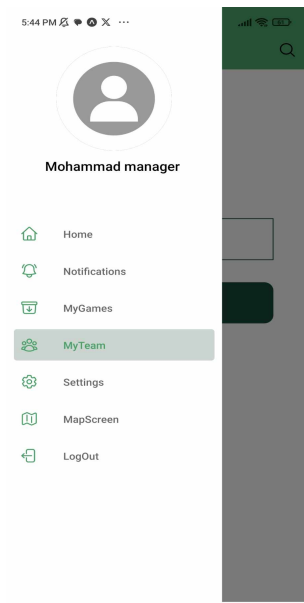 5:44 PM
Mohammad manager
Home
Notifications
MyGames
MyTeam
Settings
MapScreen
LogOut